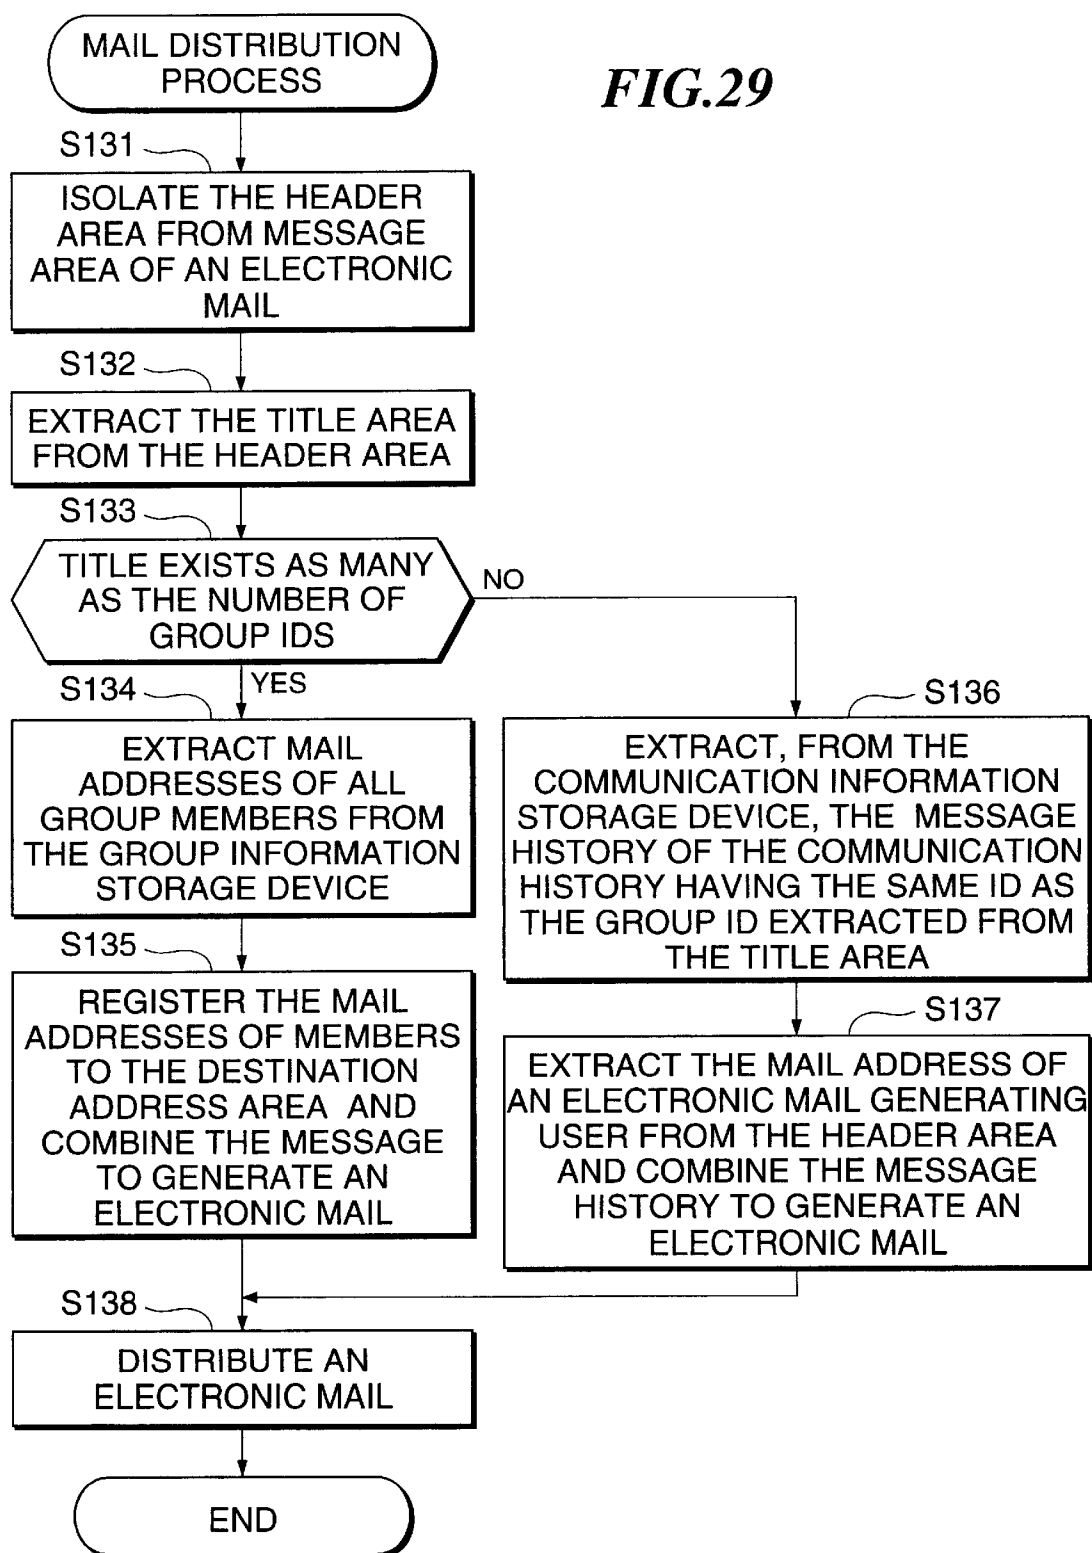 MAIL DISTRIBUTION
PROCESS
FIG.29
S131
ISOLATE THE HEADER
AREA FROM MESSAGE
AREA OF AN ELECTRONIC
MAIL
S132
EXTRACT THE TITLE AREA
FROM THE HEADER AREA
S133
TITLE EXISTS AS MANY
AS THE NUMBER OF
GROUP IDS
NO
YES
S134
EXTRACT MAIL
ADDRESSES OF ALL
GROUP MEMBERS FROM
THE GROUP INFORMATION
STORAGE DEVICE
S135
REGISTER THE MAIL
ADDRESSES OF MEMBERS
TO THE DESTINATION
ADDRESS AREA AND
COMBINE THE MESSAGE
TO GENERATE AN
ELECTRONIC MAIL
S136
EXTRACT, FROM THE
COMMUNICATION INFORMATION
STORAGE DEVICE, THE MESSAGE
HISTORY OF THE COMMUNICATION
HISTORY HAVING THE SAME ID AS
THE GROUP ID EXTRACTED FROM
THE TITLE AREA
S137
EXTRACT THE MAIL ADDRESS OF
AN ELECTRONIC MAIL GENERATING
USER FROM THE HEADER AREA
AND COMBINE THE MESSAGE
HISTORY TO GENERATE AN
ELECTRONIC MAIL
S138
DISTRIBUTE AN
ELECTRONIC MAIL
END